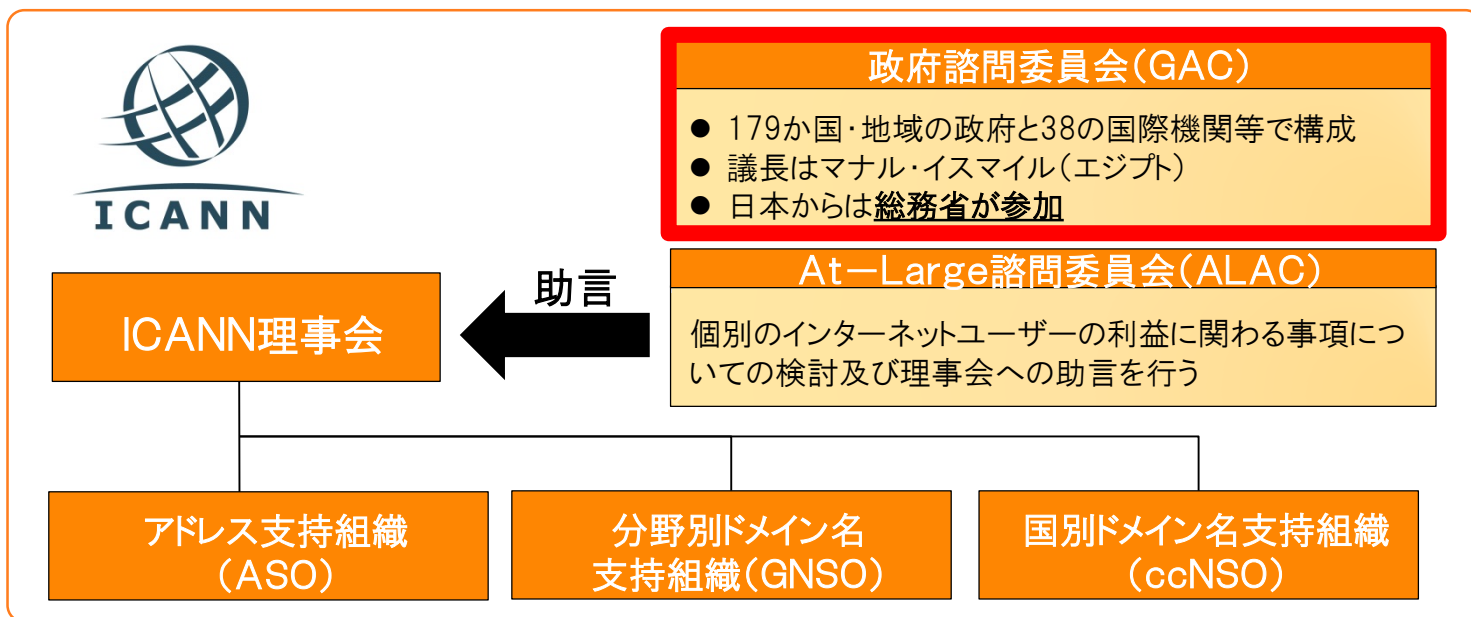 ICANN
政府諮問委員会(GAC)
● 179か国・地域の政府と38の国際機関等で構成
● 議長はマナル・イスマイル(エジプト)
● 日本からは総務省が参加
At-Large諮問委員会(ALAC)
個別のインターネットユーザーの利益に関わる事項につ
いての検討及び理事会への助言を行う
助言
ICANN理事会
アドレス支持組織
(ASO)
分野別ドメイン名
支持組織(GNSO)
国別ドメイン名支持組織
(ccNSO)